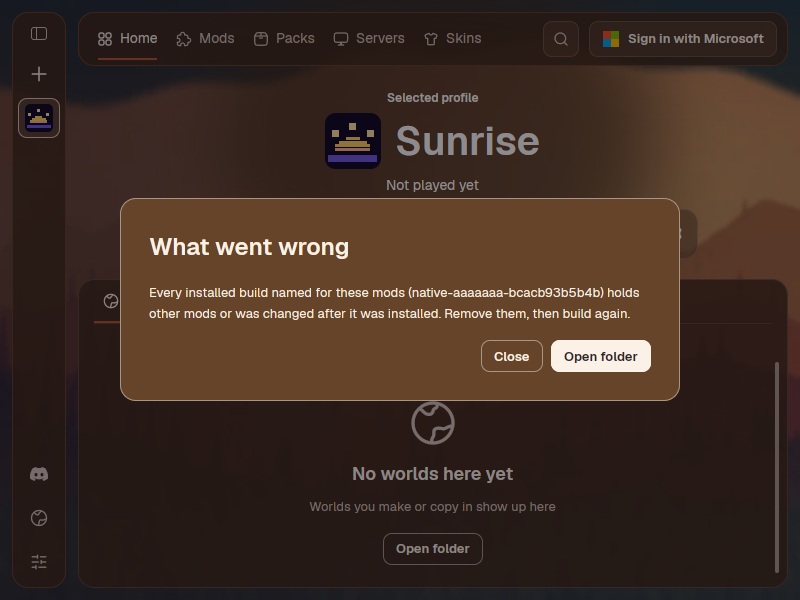 Home
Mods
Packs
Servers
Skins
Sign in with Microsoft
Selected profile
Sunrise
Not played yet
What went wrong
Every installed build named for these mods (native-aaaaaaa-bcacb93b5b4b) holds
other mods or was changed after it was installed. Remove them, then build again.
Close
Open folder
No worlds here yet
Worlds you make or copy in show up here
Open folder